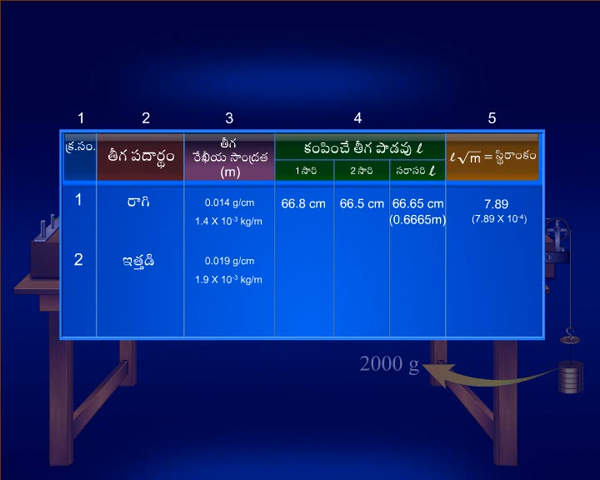 1 2 3 4 5
క్ర.సం. తీగ పదార్థం తీగ రేఖీయ సాంద్రత (m) కంపించే తీగ పొడవు ℓ ℓ√m = స్థిరాంకం
1సారి 2 సారి సరాసరి ℓ
1 రాగి 0.014 g/cm 66.8 cm 66.5 cm 66.65 cm 7.89
1.4 X 10⁻³ kg/m (0.6665m) (7.89 X 10⁻⁴)
2 ఇత్తడి 0.019 g/cm
1.9 X 10⁻³ kg/m
2000 g